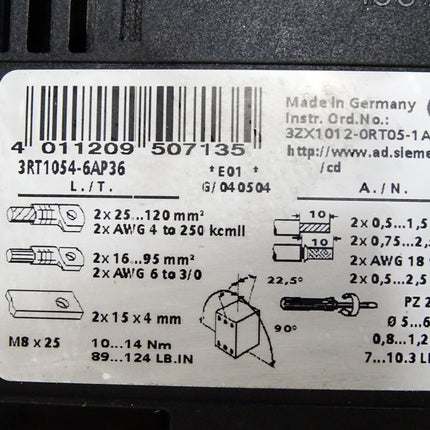 Made in Germany
Instr. Ord.No.:
3ZX1012-0RT05-1A
http://www.ad.sieme
/cd
4 011209 507135
3RT1054-6AP36
*E01 *
G/040504
L./T.
A./N.
2x 25...120 mm²
2x AWG 4 to 250 kcmil
2x 16...95 mm²
2x AWG 6 to 3/0
2x 15 x 4 mm
M8 x 25
10...14 Nm
89...124 LB.IN
22,5°
90°
10
10
2x 0,5...1,5
2x 0,75...2,5
2x AWG 18
2x 0,5...2,5
PZ 2
Ø 5...6
0,8...1,2
7...10.3 L